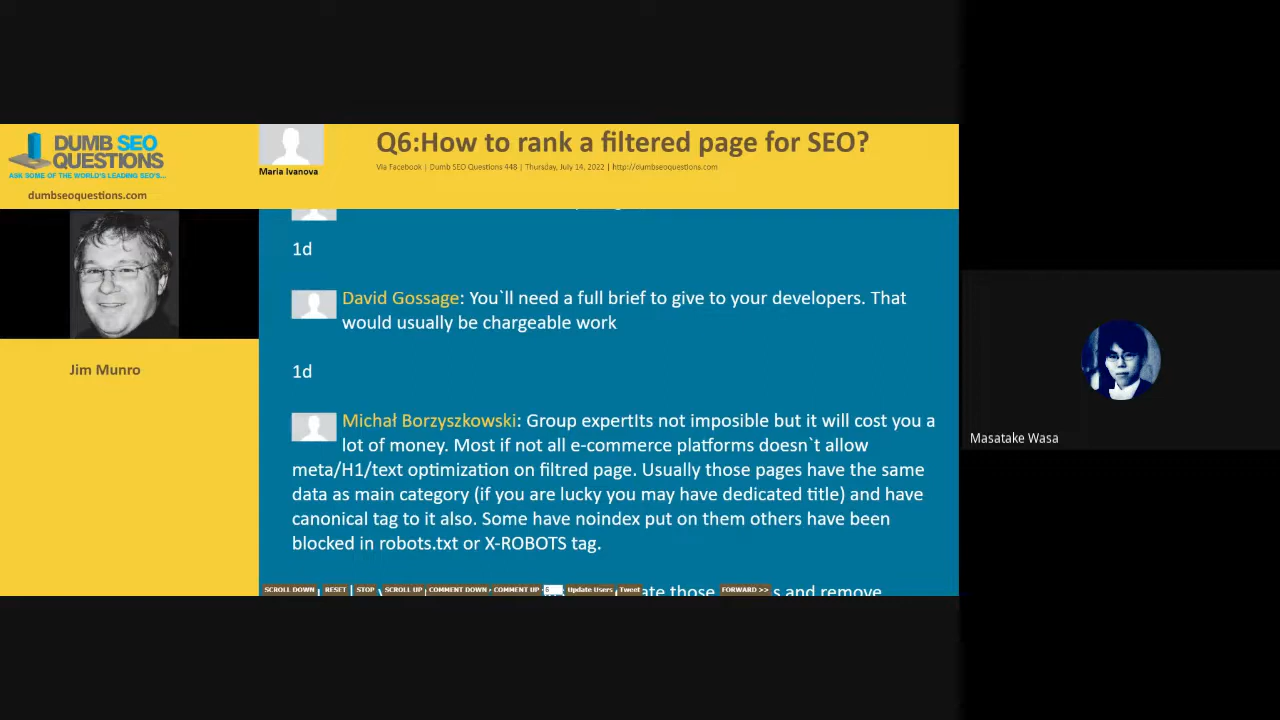 DUMB SEO
QUESTIONS
ASK SOME OF THE WORLD'S LEADING SEO'S...
dumbseoquestions.com
Maria Ivanova
Q6:How to rank a filtered page for SEO?
Via Facebook | Dumb SEO Questions 448 | Thursday, July 14, 2022 | http://dumbseoquestions.com
Jim Munro
1d
David Gossage: You`ll need a full brief to give to your developers. That
would usually be chargeable work
1d
Michał Borzyszkowski: Group expertIts not imposible but it will cost you a
lot of money. Most if not all e-commerce platforms doesn`t allow
meta/H1/text optimization on filtred page. Usually those pages have the same
data as main category (if you are lucky you may have dedicated title) and have
canonical tag to it also. Some have noindex put on them others have been
blocked in robots.txt or X-ROBOTS tag.
those
and remove
SCROLL DOWN RESET STOP SCROLL UP COMMENT DOWN COMMENT UP Update Users Tweet FORWARD >>
Masatake Wasa